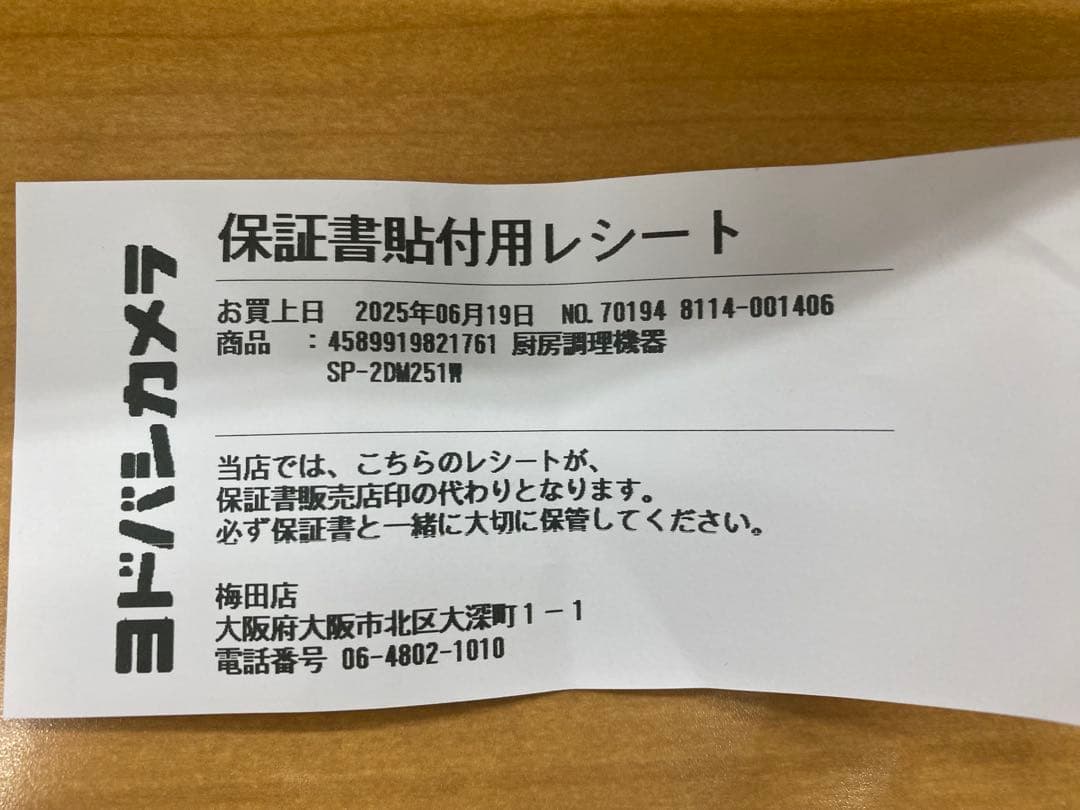 ヨドバシカメラ
保証書貼付用レシート
お買上日 2025年06月19日 NO.70194 8114-001406
商品 :4589919821761 厨房調理機器
SP-2DM251W
当店では、こちらのレシートが、
保証書販売店印の代わりとなります。
必ず保証書と一緒に大切に保管してください。
梅田店
大阪府大阪市北区大深町1-1
電話番号 06-4802-1010